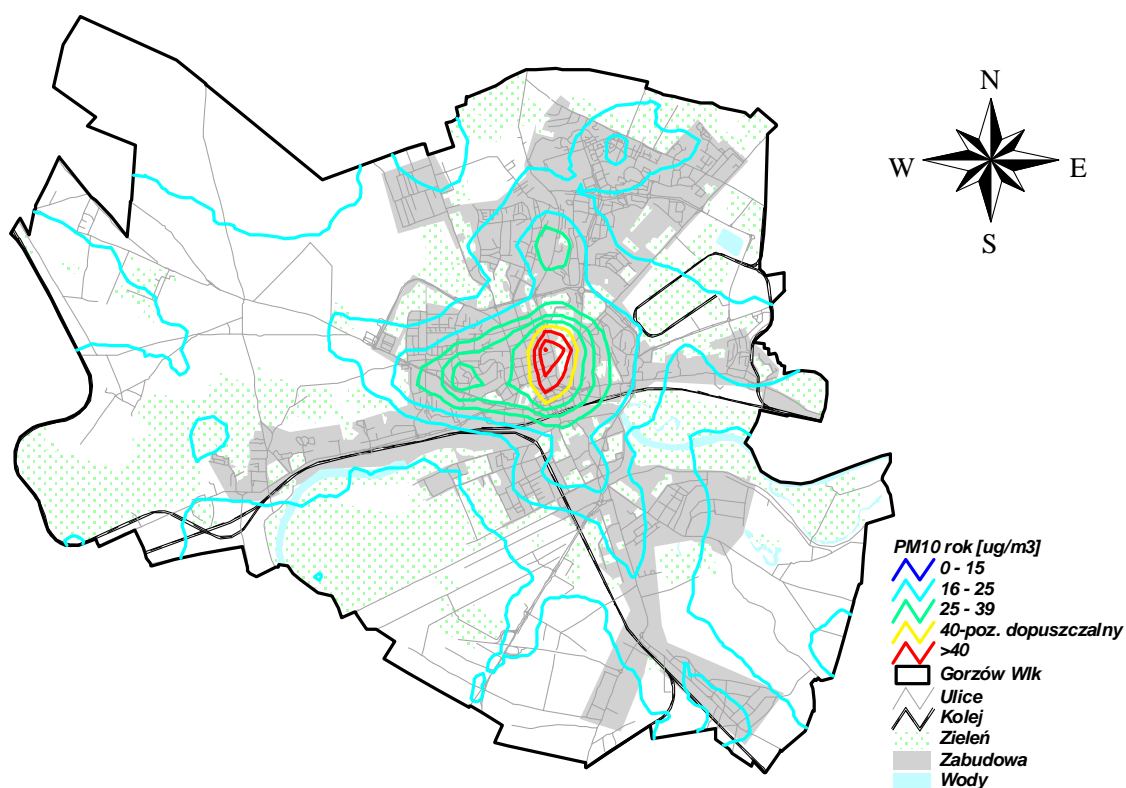 N
W
E
S
PM10 rok [ug/m3]
0 - 15
16 - 25
25 - 39
40-poz. dopuszczalny
>40
Gorzów Wlk
Ulice
Kolej
Zieleń
Zabudowa
Wody